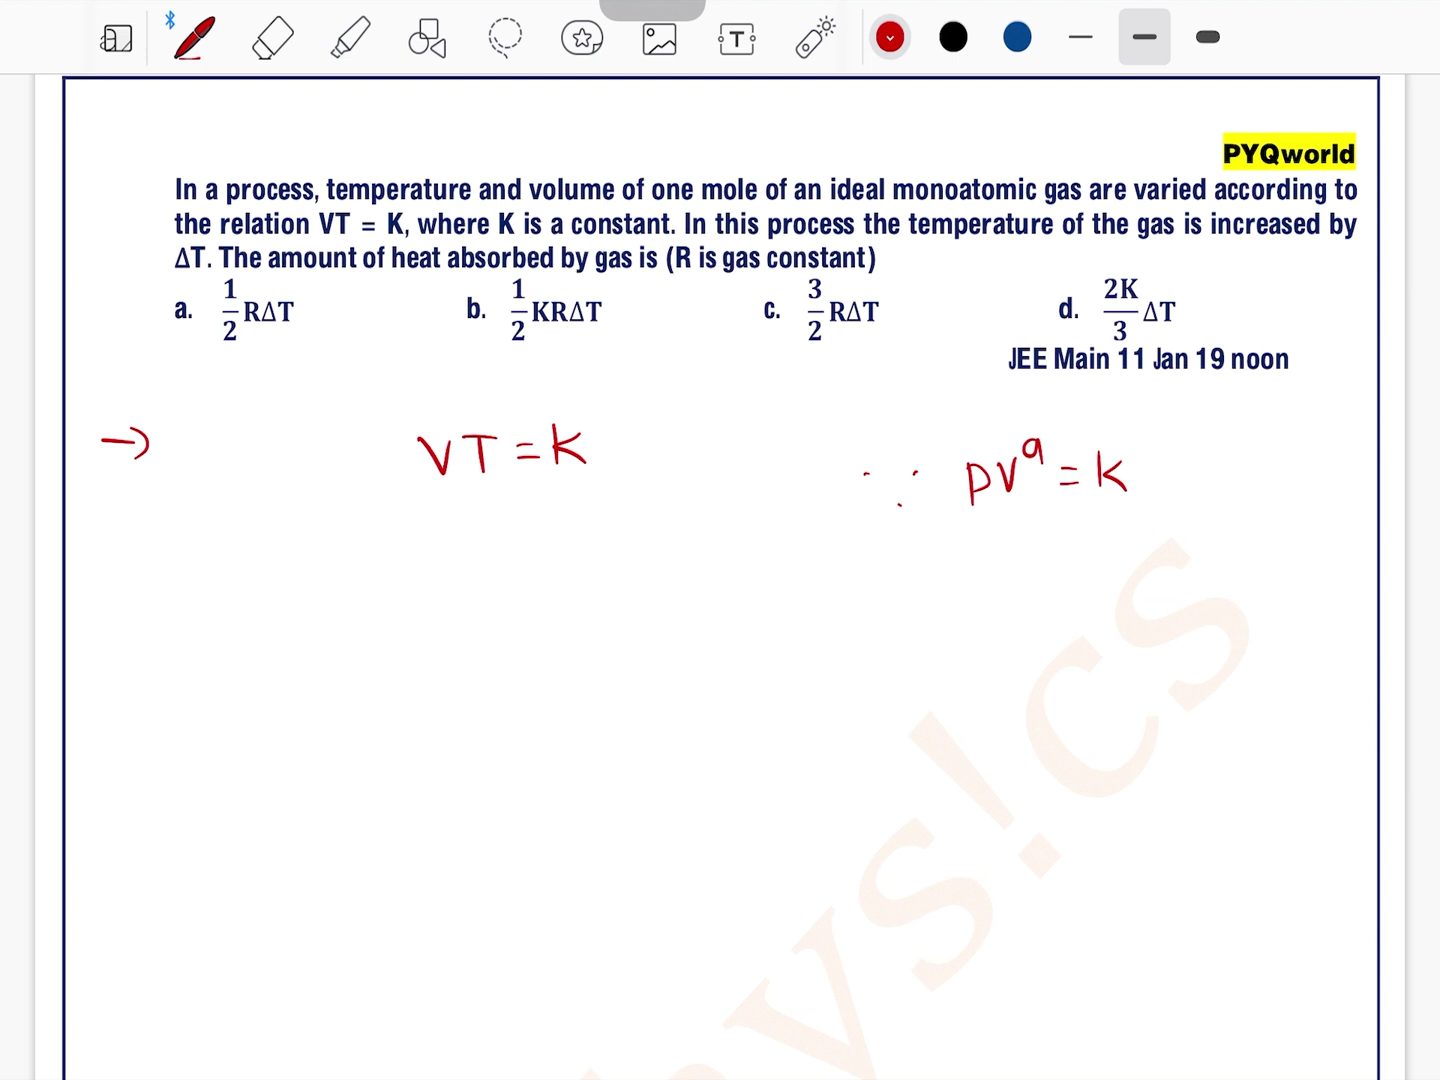 PYQworld
In a process, temperature and volume of one mole of an ideal monoatomic gas are varied according to
the relation VT = K, where K is a constant. In this process the temperature of the gas is increased by
ΔT. The amount of heat absorbed by gas is (R is gas constant)
a. 1/2 RΔT b. 1/2 KRΔT c. 3/2 RΔT d. 2K/3 ΔT
JEE Main 11 Jan 19 noon
→ VT = K ∵ PV^a = K
ys!cs